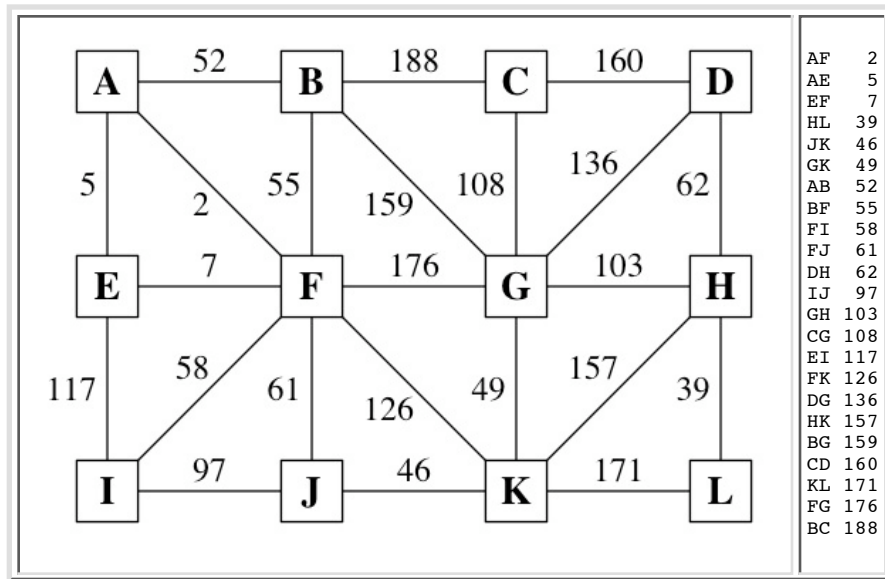 52 188 160
A B C D
5 2 55 159 108 136 62
7 176 103
E F G H
117 58 61 126 49 157 39
97 46 171
I J K L
AF 2
AE 5
EF 7
HL 39
JK 46
GK 49
AB 52
BF 55
FI 58
FJ 61
DH 62
IJ 97
GH 103
CG 108
EI 117
FK 126
DG 136
HK 157
BG 159
CD 160
KL 171
FG 176
BC 188